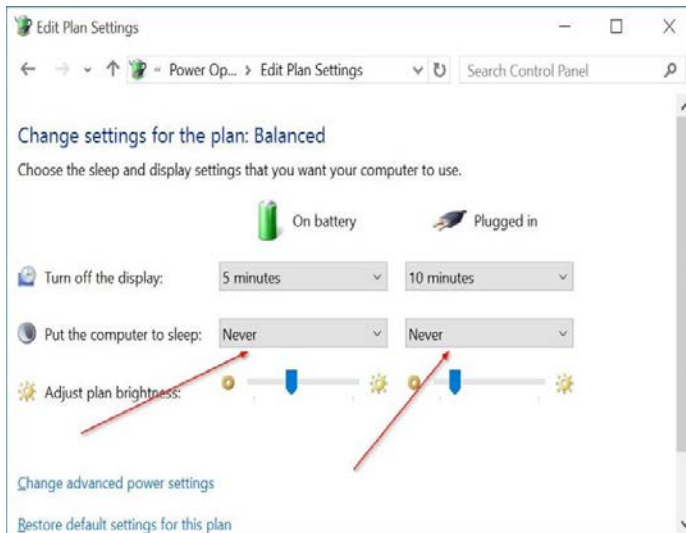 Edit Plan Settings
« Power Op... > Edit Plan Settings
Search Control Panel
Change settings for the plan: Balanced
Choose the sleep and display settings that you want your computer to use.
On battery
Plugged in
Turn off the display:
5 minutes
10 minutes
Put the computer to sleep:
Never
Never
Adjust plan brightness:
Change advanced power settings
Restore default settings for this plan